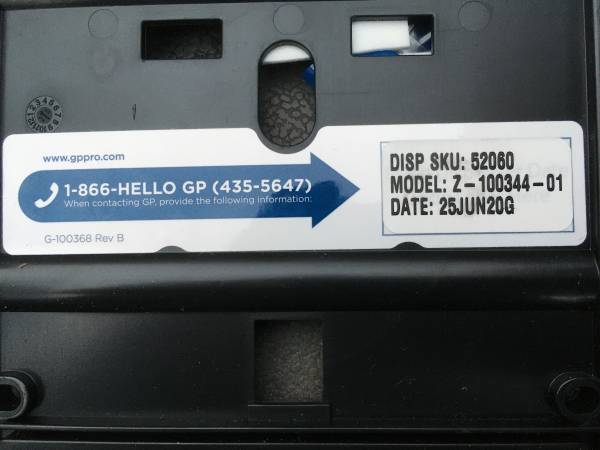 www.gppro.com
1-866-HELLO GP (435-5647)
When contacting GP, provide the following information:
G-100368 Rev B
DISP SKU: 52060
MODEL: Z-100344-01
DATE: 25JUN20G